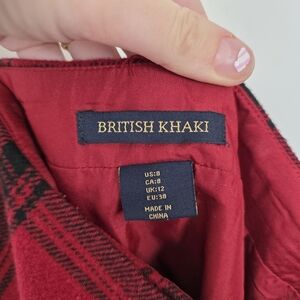 BRITISH KHAKI
US:8
CA:8
UK:12
EU:38
MADE IN
CHINA